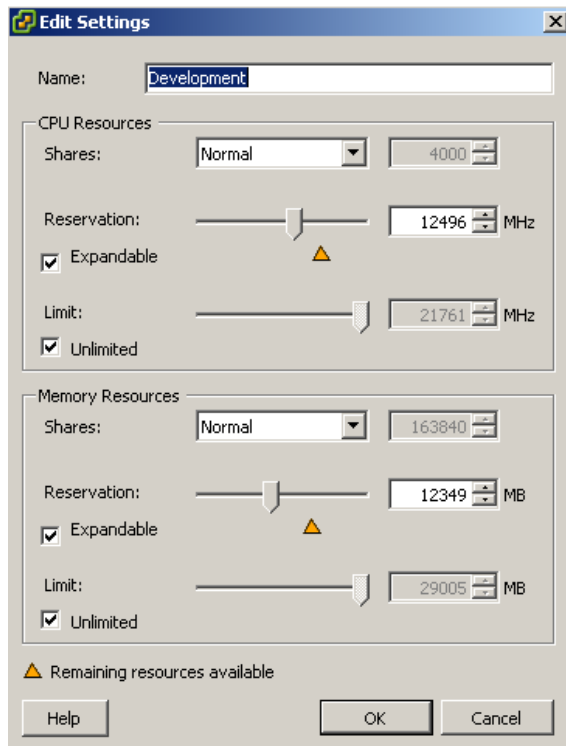 Edit Settings
Name: Development
CPU Resources
Shares: Normal 4000
Reservation: 12496 MHz
Expandable
Limit: 21761 MHz
Unlimited
Memory Resources
Shares: Normal 163840
Reservation: 12349 MB
Expandable
Limit: 29005 MB
Unlimited
Remaining resources available
Help OK Cancel